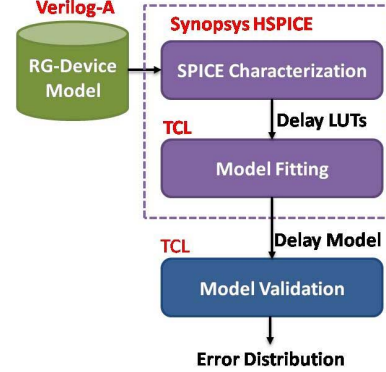 Verilog-A
Synopsys HSPICE
RG-Device
Model
SPICE Characterization
Delay LUTs
TCL
Model Fitting
Delay Model
TCL
Model Validation
Error Distribution